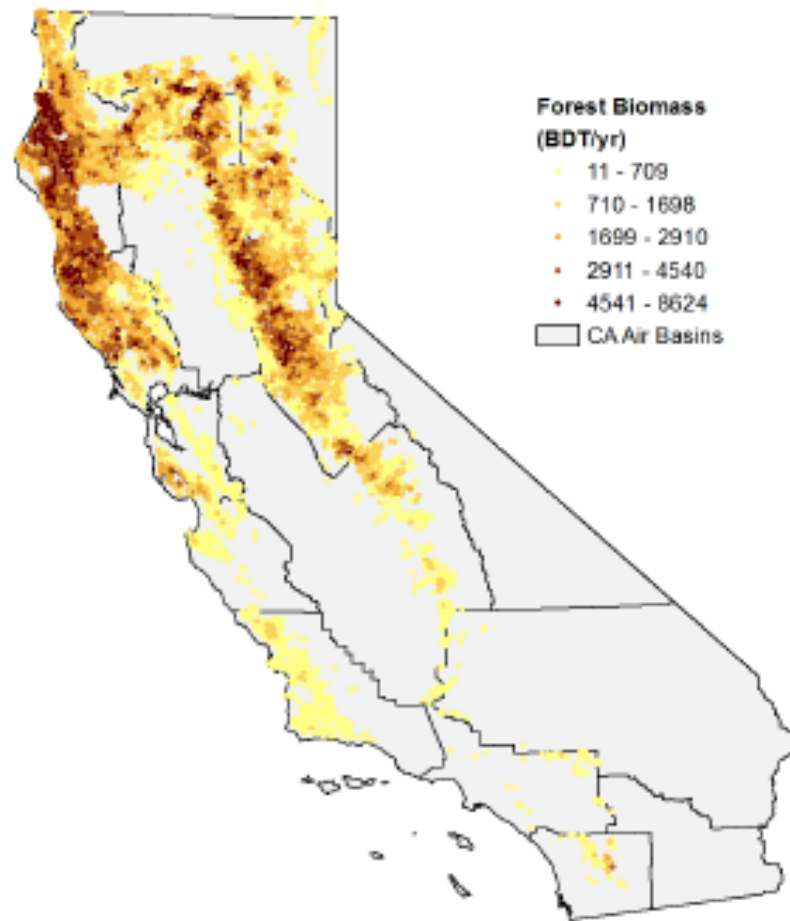 Forest Biomass
(BDT/yr)
11 - 709
710 - 1698
1699 - 2910
2911 - 4540
4541 - 8624
CA Air Basins